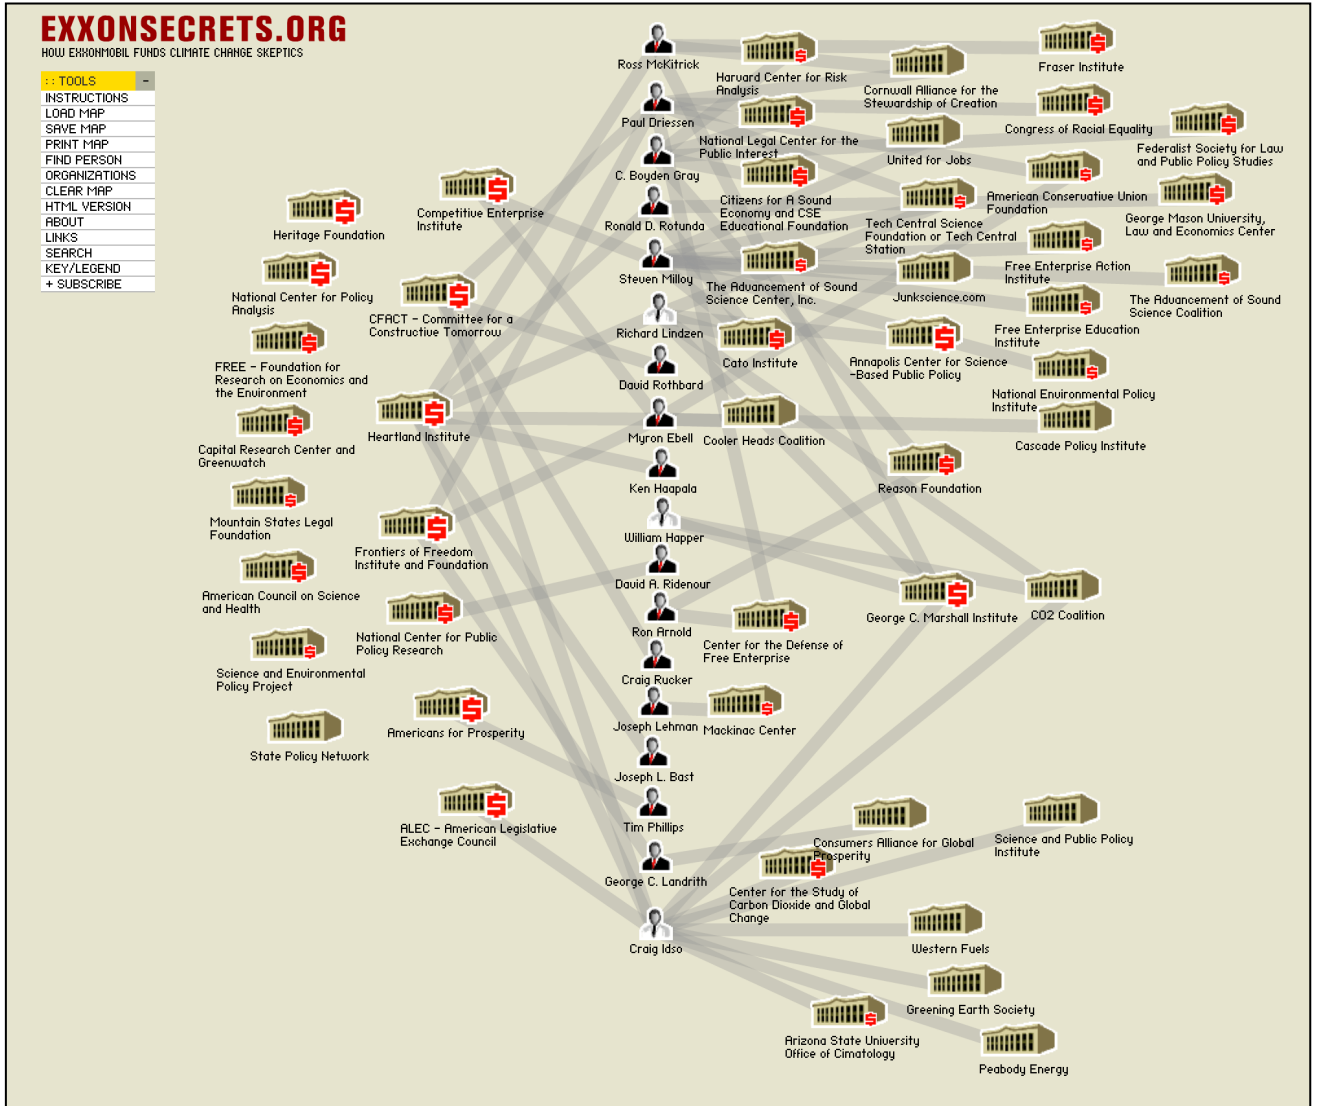 EXXONSECRETS.ORG
HOW EXXONMOBIL FUNDS CLIMATE CHANGE SKEPTICS
:: TOOLS -
INSTRUCTIONS
LOAD MAP
SAVE MAP
PRINT MAP
FIND PERSON
ORGANIZATIONS
CLEAR MAP
HTML VERSION
ABOUT
LINKS
SEARCH
KEY/LEGEND
+ SUBSCRIBE
Heritage Foundation
National Center for Policy
Analysis
FREE - Foundation for
Research on Economics and
the Environment
Capital Research Center and
Greenwatch
Mountain States Legal
Foundation
American Council on Science
and Health
Science and Environmental
Policy Project
State Policy Network
Competitive Enterprise
Institute
CFACT - Committee for a
Constructive Tomorrow
Heartland Institute
Frontiers of Freedom
Institute and Foundation
National Center for Public
Policy Research
Americans for Prosperity
ALEC - American Legislative
Exchange Council
Ross McKitrick
Paul Driessen
C. Boyden Gray
Ronald D. Rotunda
Steven Milloy
Richard Lindzen
David Rothbard
Myron Ebell
Ken Haapala
William Happer
David A. Ridenour
Ron Arnold
Craig Rucker
Joseph Lehman
Joseph L. Bast
Tim Phillips
George C. Landrith
Craig Idso
Harvard Center for Risk
Analysis
National Legal Center for the
Public Interest
Citizens for A Sound
Economy and CSE
Educational Foundation
The Advancement of Sound
Science Center, Inc.
Cato Institute
Cooler Heads Coalition
Center for the Defense of
Free Enterprise
Mackinac Center
Cornwall Alliance for the
Stewardship of Creation
United for Jobs
Tech Central Science
Foundation or Tech Central
Station
Junkscience.com
Annapolis Center for Science
-Based Public Policy
Reason Foundation
George C. Marshall Institute
Fraser Institute
Congress of Racial Equality
American Conservative Union
Foundation
Free Enterprise Action
Institute
Free Enterprise Education
Institute
National Environmental Policy
Institute
Cascade Policy Institute
CO2 Coalition
Federalist Society for Law
and Public Policy Studies
George Mason University,
Law and Economics Center
The Advancement of Sound
Science Coalition
Consumers Alliance for Global
Prosperity
Center for the Study of
Carbon Dioxide and Global
Change
Science and Public Policy
Institute
Western Fuels
Greening Earth Society
Arizona State University
Office of Cimatology
Peabody Energy